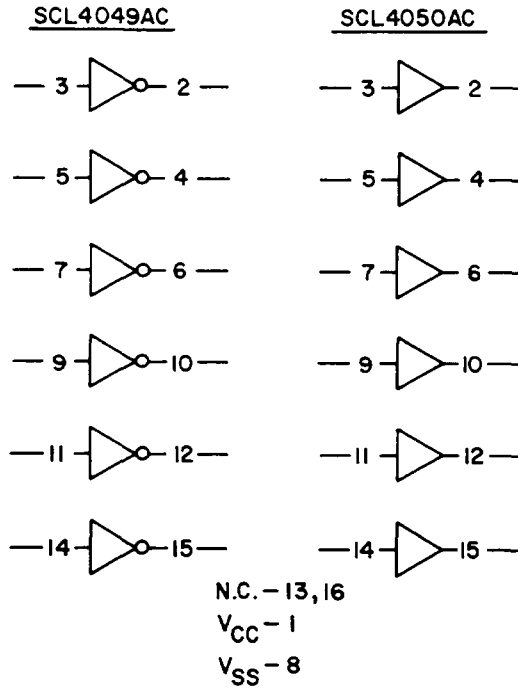 SCL4049AC SCL4050AC
3 2 3 2
5 4 5 4
7 6 7 6
9 10 9 10
11 12 11 12
14 15 14 15
N.C. – 13, 16
VCC – 1
VSS – 8